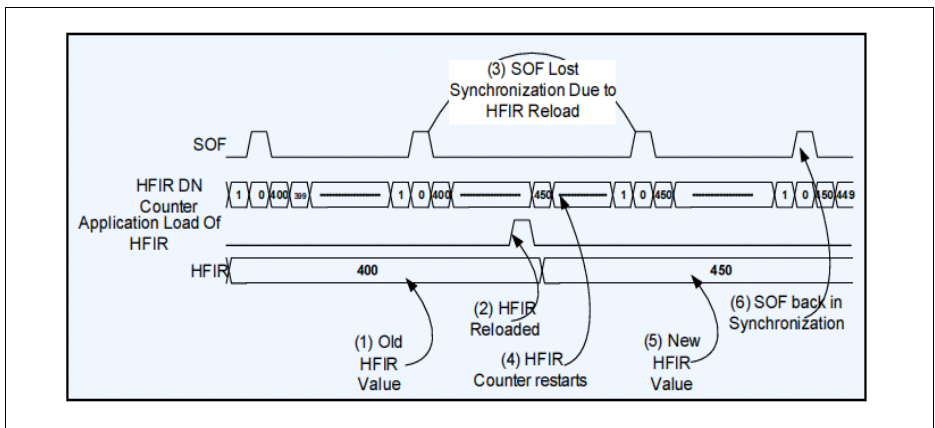 (3) SOF Lost
Synchronization Due to
HFIR Reload
SOF
HFIR DN
Counter
1 0 400 399 1 0 400 450 1 0 450 1 0 450 449
Application Load Of
HFIR
HFIR 400 450
(1) Old
HFIR
Value
(2) HFIR
Reloaded
(4) HFIR
Counter restarts
(5) New
HFIR
Value
(6) SOF back in
Synchronization